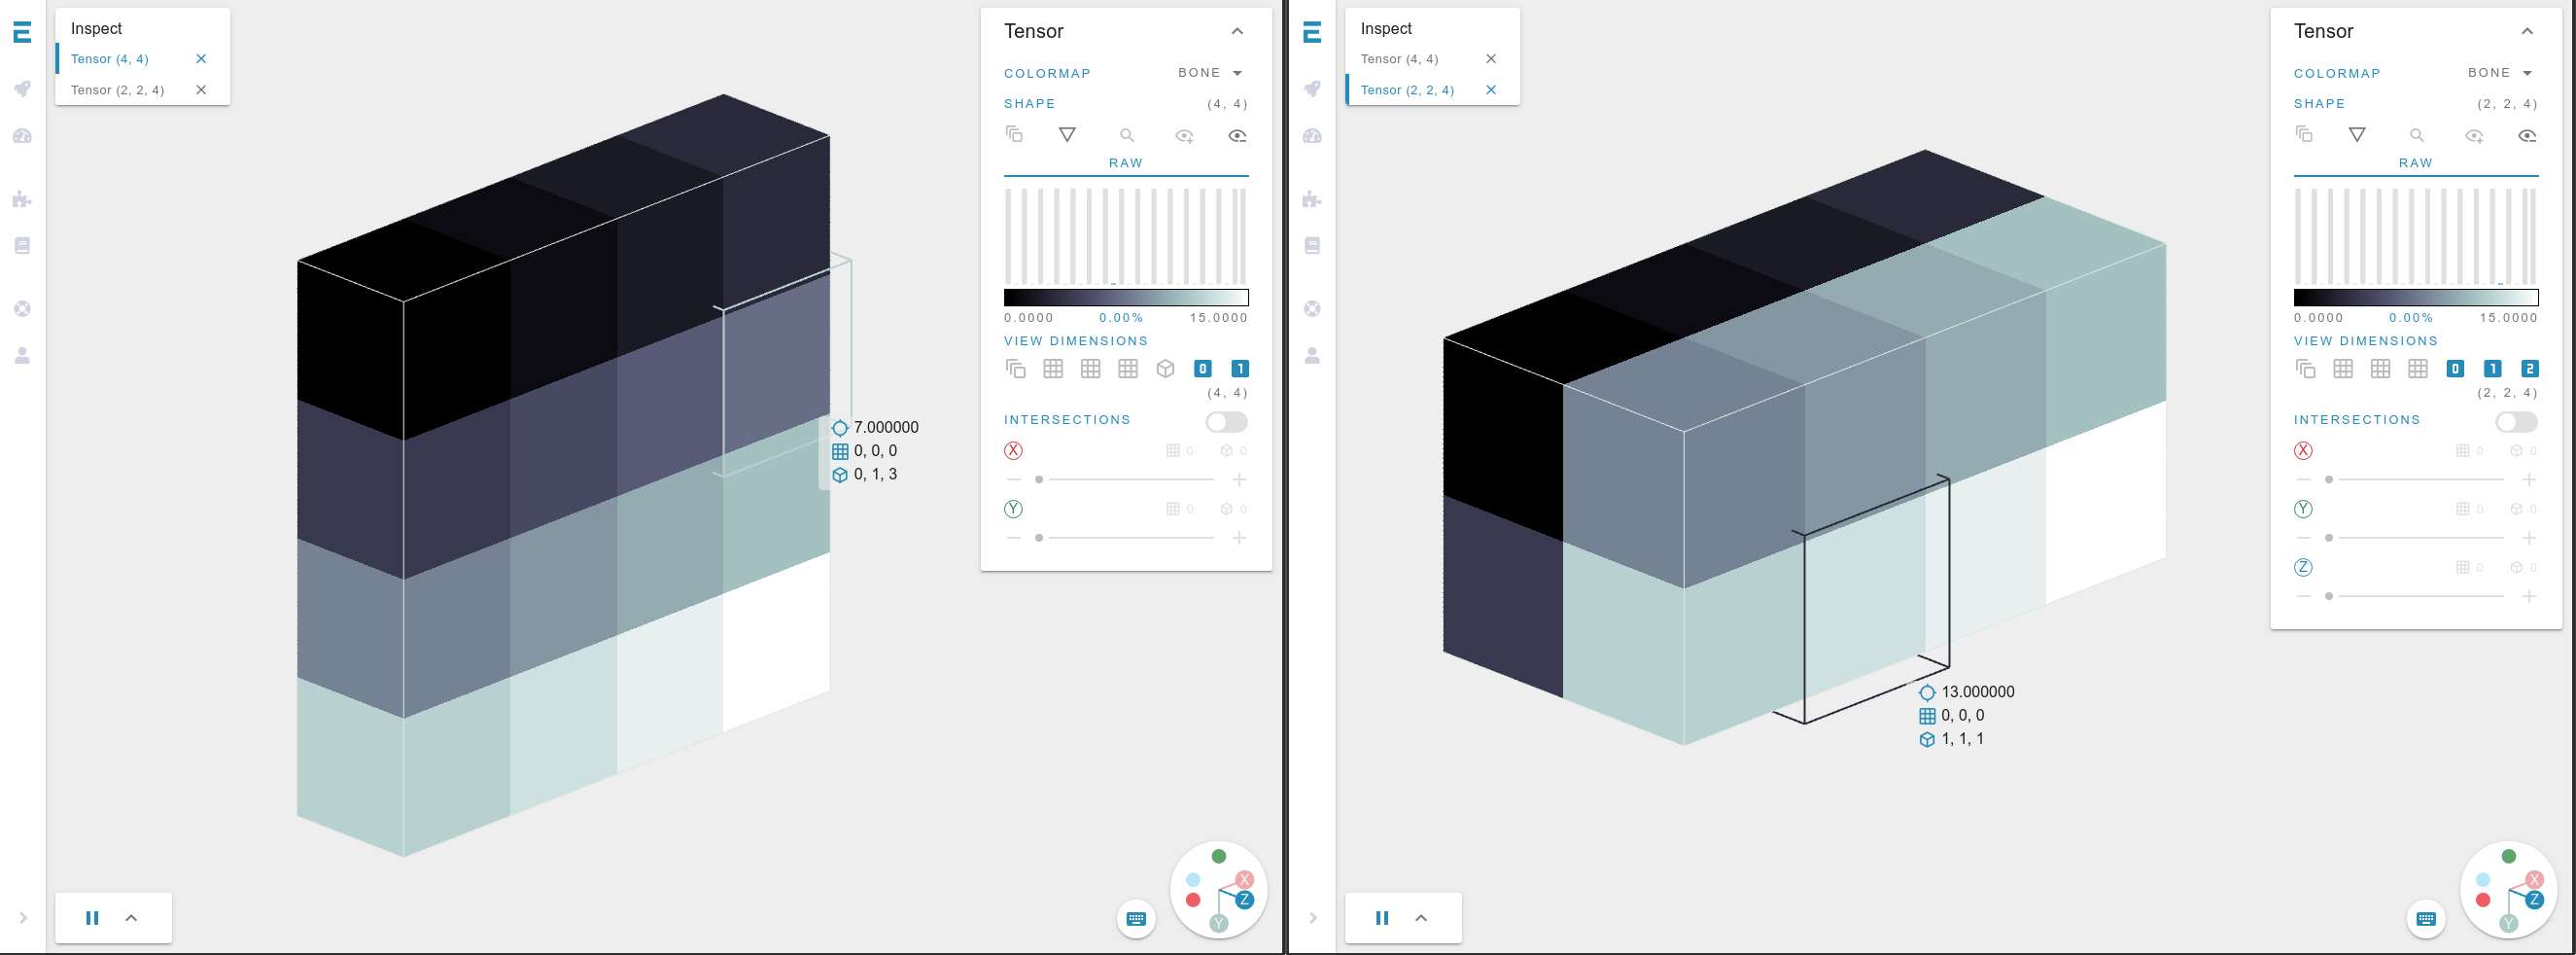 Inspect
Tensor (4, 4)
Tensor (2, 2, 4)
Tensor
COLORMAP BONE
SHAPE (4, 4)
RAW
0.0000 0.00% 15.0000
VIEW DIMENSIONS
0 1
(4, 4)
INTERSECTIONS
X 0 0
Y 0 0
7.000000
0, 0, 0
0, 1, 3
X
Z
Y
Inspect
Tensor (4, 4)
Tensor (2, 2, 4)
Tensor
COLORMAP BONE
SHAPE (2, 2, 4)
RAW
0.0000 0.00% 15.0000
VIEW DIMENSIONS
0 1 2
(2, 2, 4)
INTERSECTIONS
X 0 0
Y 0 0
Z 0 0
13.000000
0, 0, 0
1, 1, 1
X
Z
Y